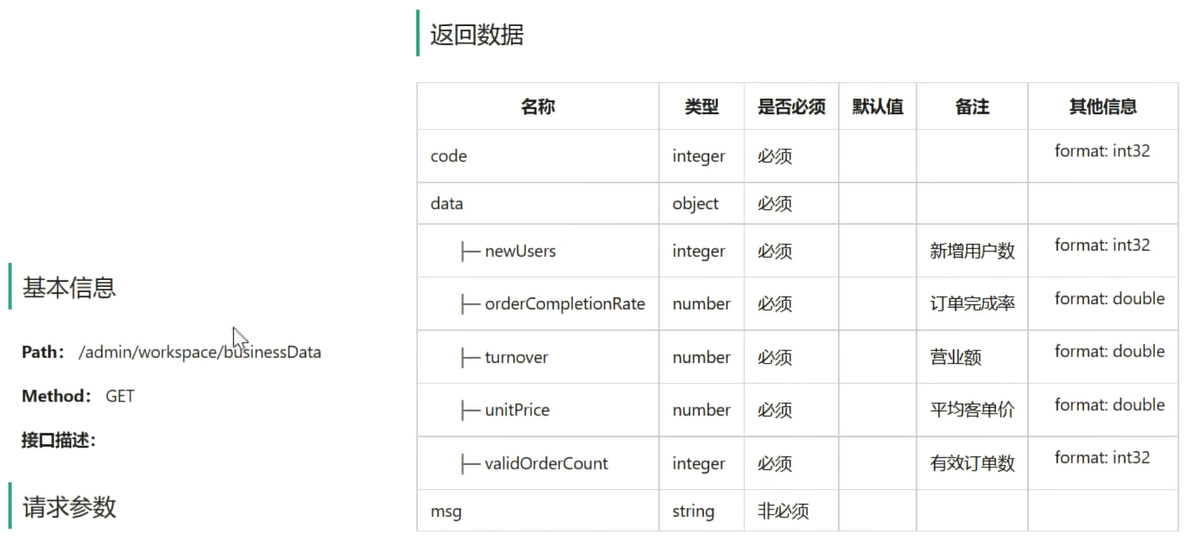 基本信息
Path： /admin/workspace/businessData
Method： GET
接口描述：
请求参数
返回数据
名称 类型 是否必须 默认值 备注 其他信息
code integer 必须 format: int32
data object 必须
├─ newUsers integer 必须 新增用户数 format: int32
├─ orderCompletionRate number 必须 订单完成率 format: double
├─ turnover number 必须 营业额 format: double
├─ unitPrice number 必须 平均客单价 format: double
├─ validOrderCount integer 必须 有效订单数 format: int32
msg string 非必须